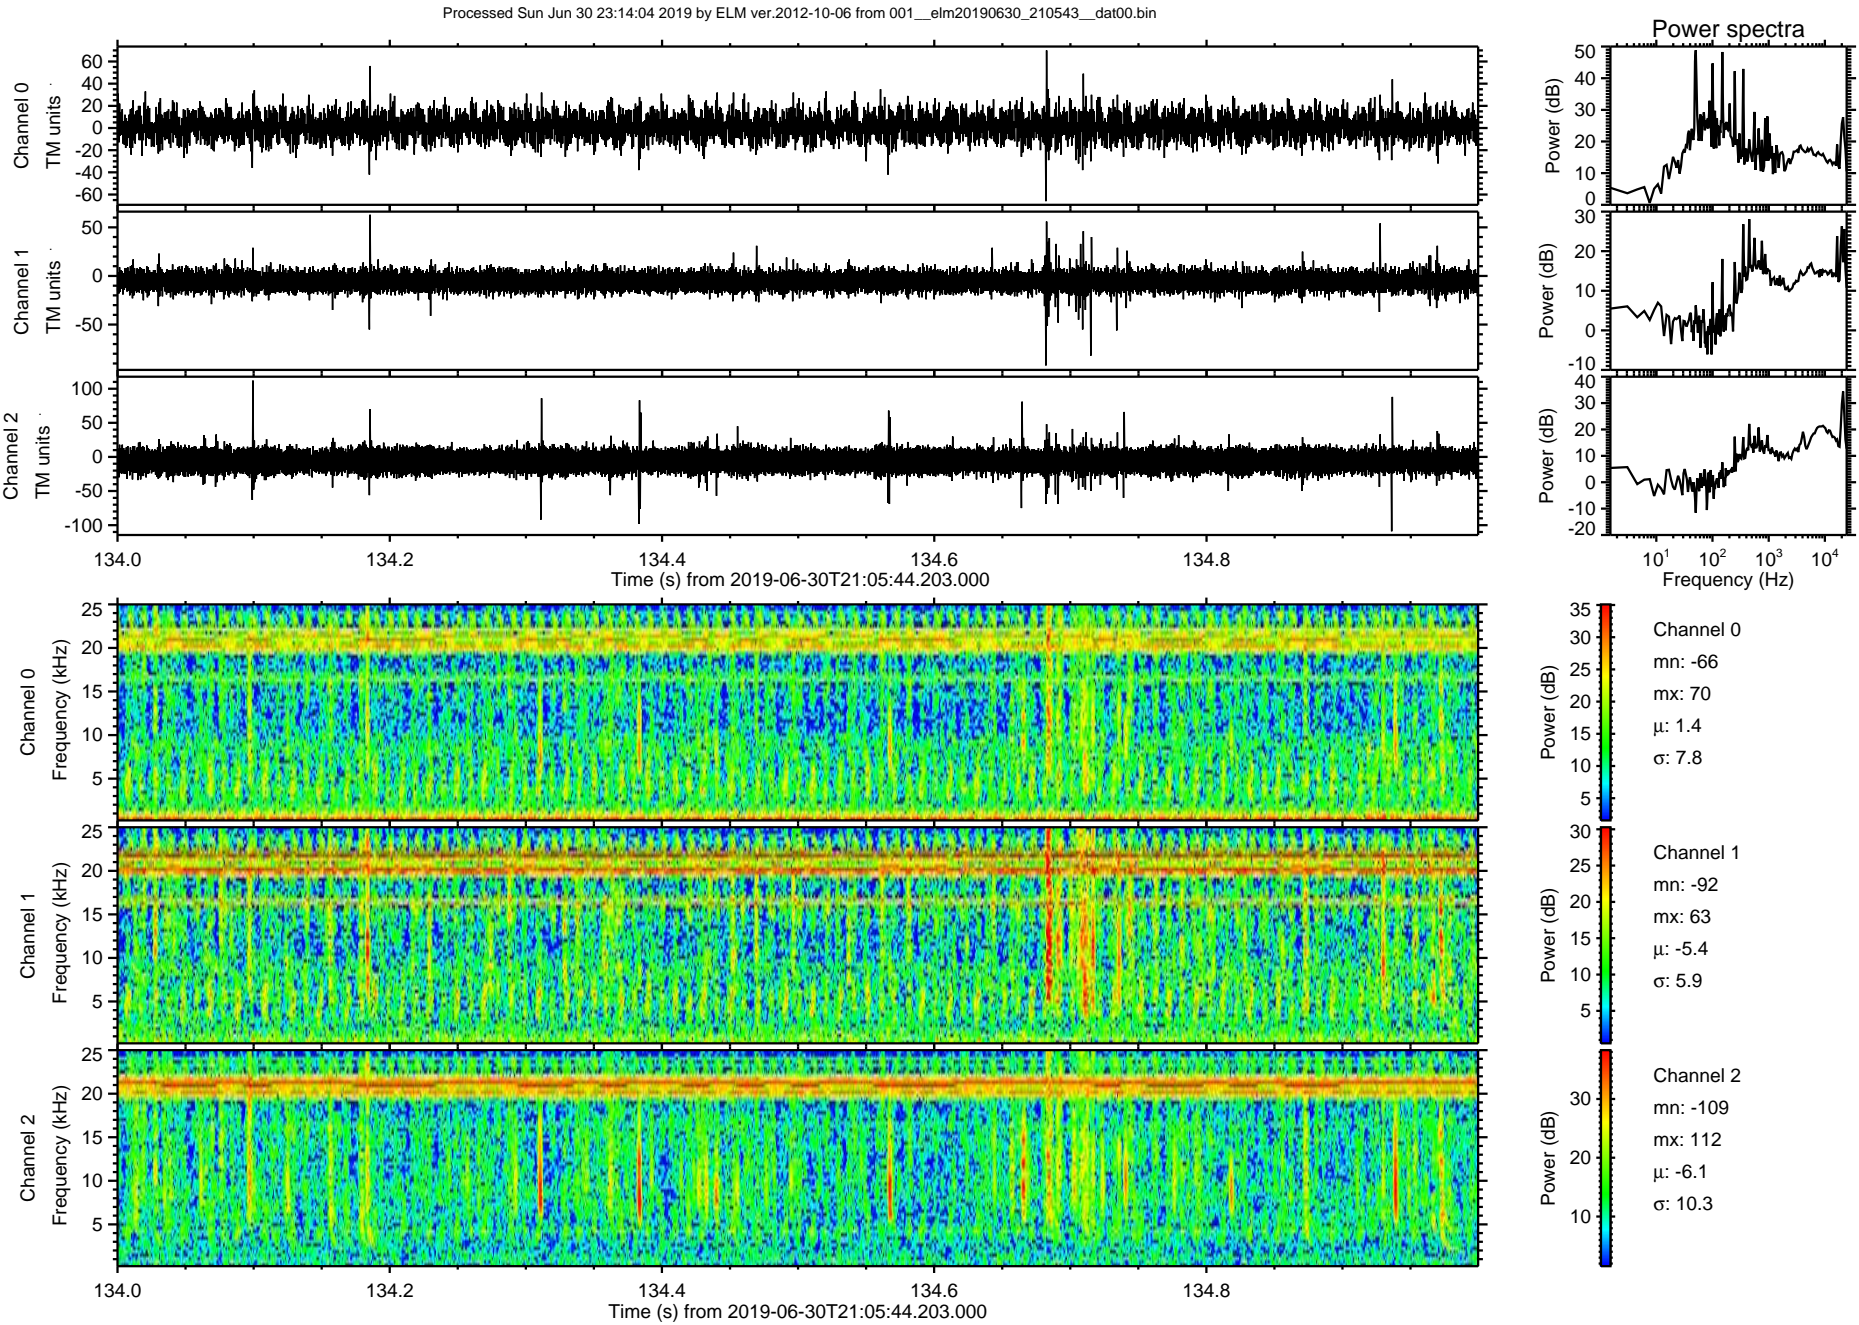 Processed Sun Jun 30 23:14:04 2019 by ELM ver.2012-10-06 from 001__elm20190630_210543__dat00.bin
Power spectra
Channel 0
TM units
60
40
20
0
-20
-40
-60
Power (dB)
50
40
30
20
10
0
Channel 1
TM units
50
0
-50
Power (dB)
30
20
10
0
-10
Channel 2
TM units
100
50
0
-50
-100
Power (dB)
40
30
20
10
0
-10
-20
134.0 134.2 134.4 134.6 134.8
Time (s) from 2019-06-30T21:05:44.203.000
10^1 10^2 10^3 10^4
Frequency (Hz)
Channel 0
Frequency (kHz)
25
20
15
10
5
Power (dB)
35
30
25
20
15
10
5
Channel 0
mn: -66
mx: 70
μ: 1.4
σ: 7.8
Channel 1
Frequency (kHz)
25
20
15
10
5
Power (dB)
30
25
20
15
10
5
Channel 1
mn: -92
mx: 63
μ: -5.4
σ: 5.9
Channel 2
Frequency (kHz)
25
20
15
10
5
Power (dB)
30
20
10
Channel 2
mn: -109
mx: 112
μ: -6.1
σ: 10.3
134.0 134.2 134.4 134.6 134.8
Time (s) from 2019-06-30T21:05:44.203.000